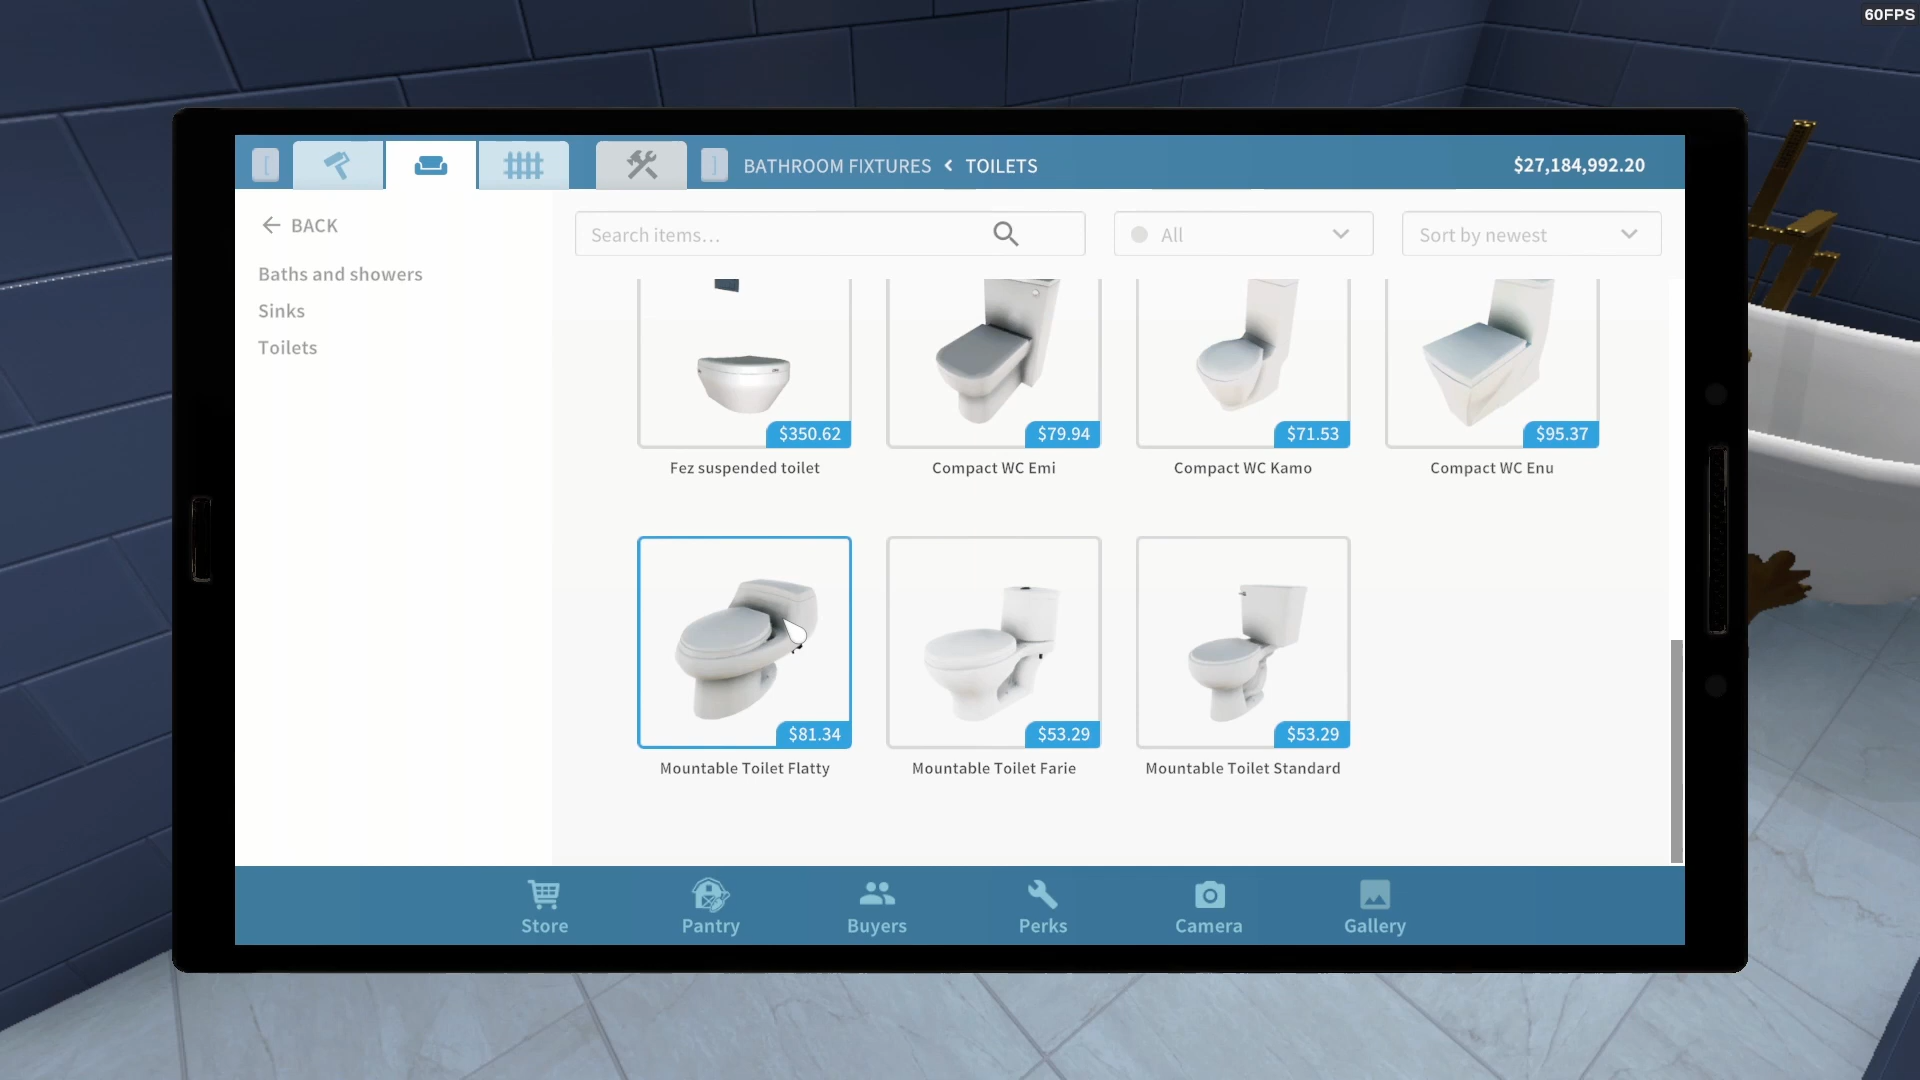 60FPS
[
]
BATHROOM FIXTURES < TOILETS
$27,184,992.20
BACK
Baths and showers
Sinks
Toilets
Search items...
All
Sort by newest
$350.62
Fez suspended toilet
$79.94
Compact WC Emi
$71.53
Compact WC Kamo
$95.37
Compact WC Enu
$81.34
Mountable Toilet Flatty
$53.29
Mountable Toilet Farie
$53.29
Mountable Toilet Standard
Store
Pantry
Buyers
Perks
Camera
Gallery